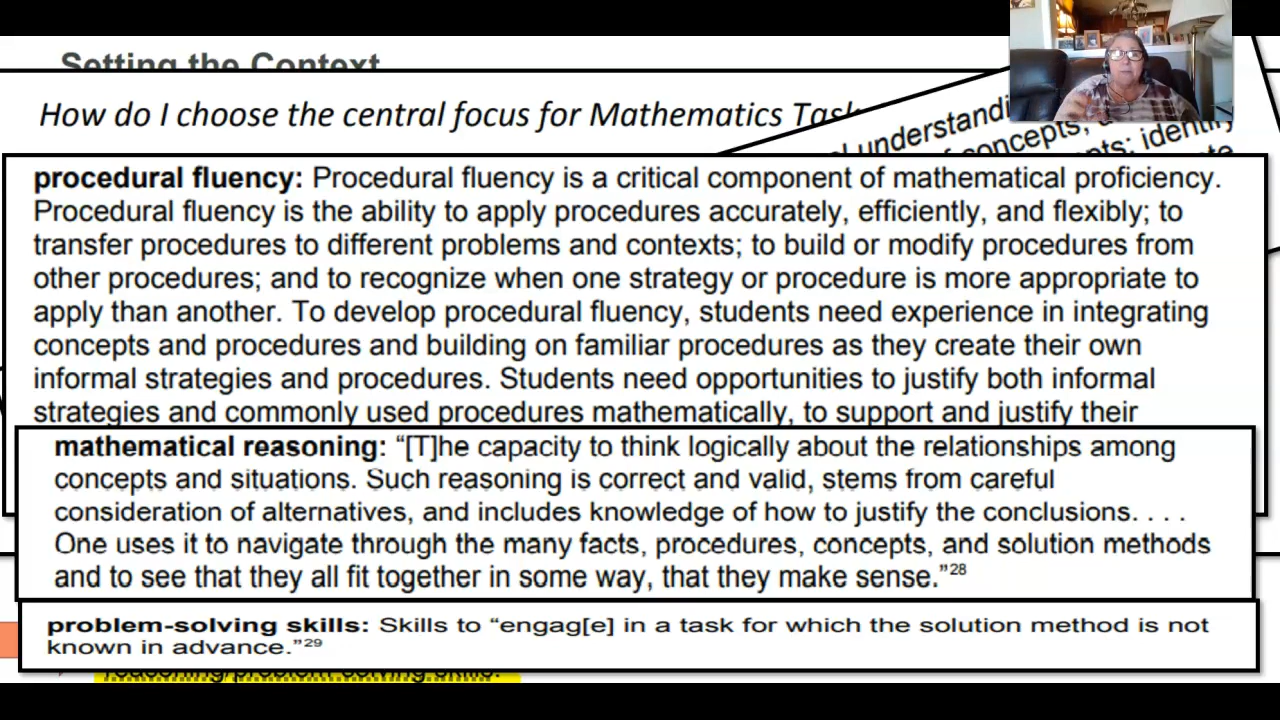 Setting the Context
How do I choose the central focus for Mathematics Task
understandi
concepts,
identify
procedural fluency: Procedural fluency is a critical component of mathematical proficiency.
Procedural fluency is the ability to apply procedures accurately, efficiently, and flexibly; to
transfer procedures to different problems and contexts; to build or modify procedures from
other procedures; and to recognize when one strategy or procedure is more appropriate to
apply than another. To develop procedural fluency, students need experience in integrating
concepts and procedures and building on familiar procedures as they create their own
informal strategies and procedures. Students need opportunities to justify both informal
strategies and commonly used procedures mathematically, to support and justify their
mathematical reasoning: “[T]he capacity to think logically about the relationships among
concepts and situations. Such reasoning is correct and valid, stems from careful
consideration of alternatives, and includes knowledge of how to justify the conclusions. . . .
One uses it to navigate through the many facts, procedures, concepts, and solution methods
and to see that they all fit together in some way, that they make sense.”28
problem-solving skills: Skills to “engag[e] in a task for which the solution method is not
known in advance.”29
reasoning/problem-solving skills.